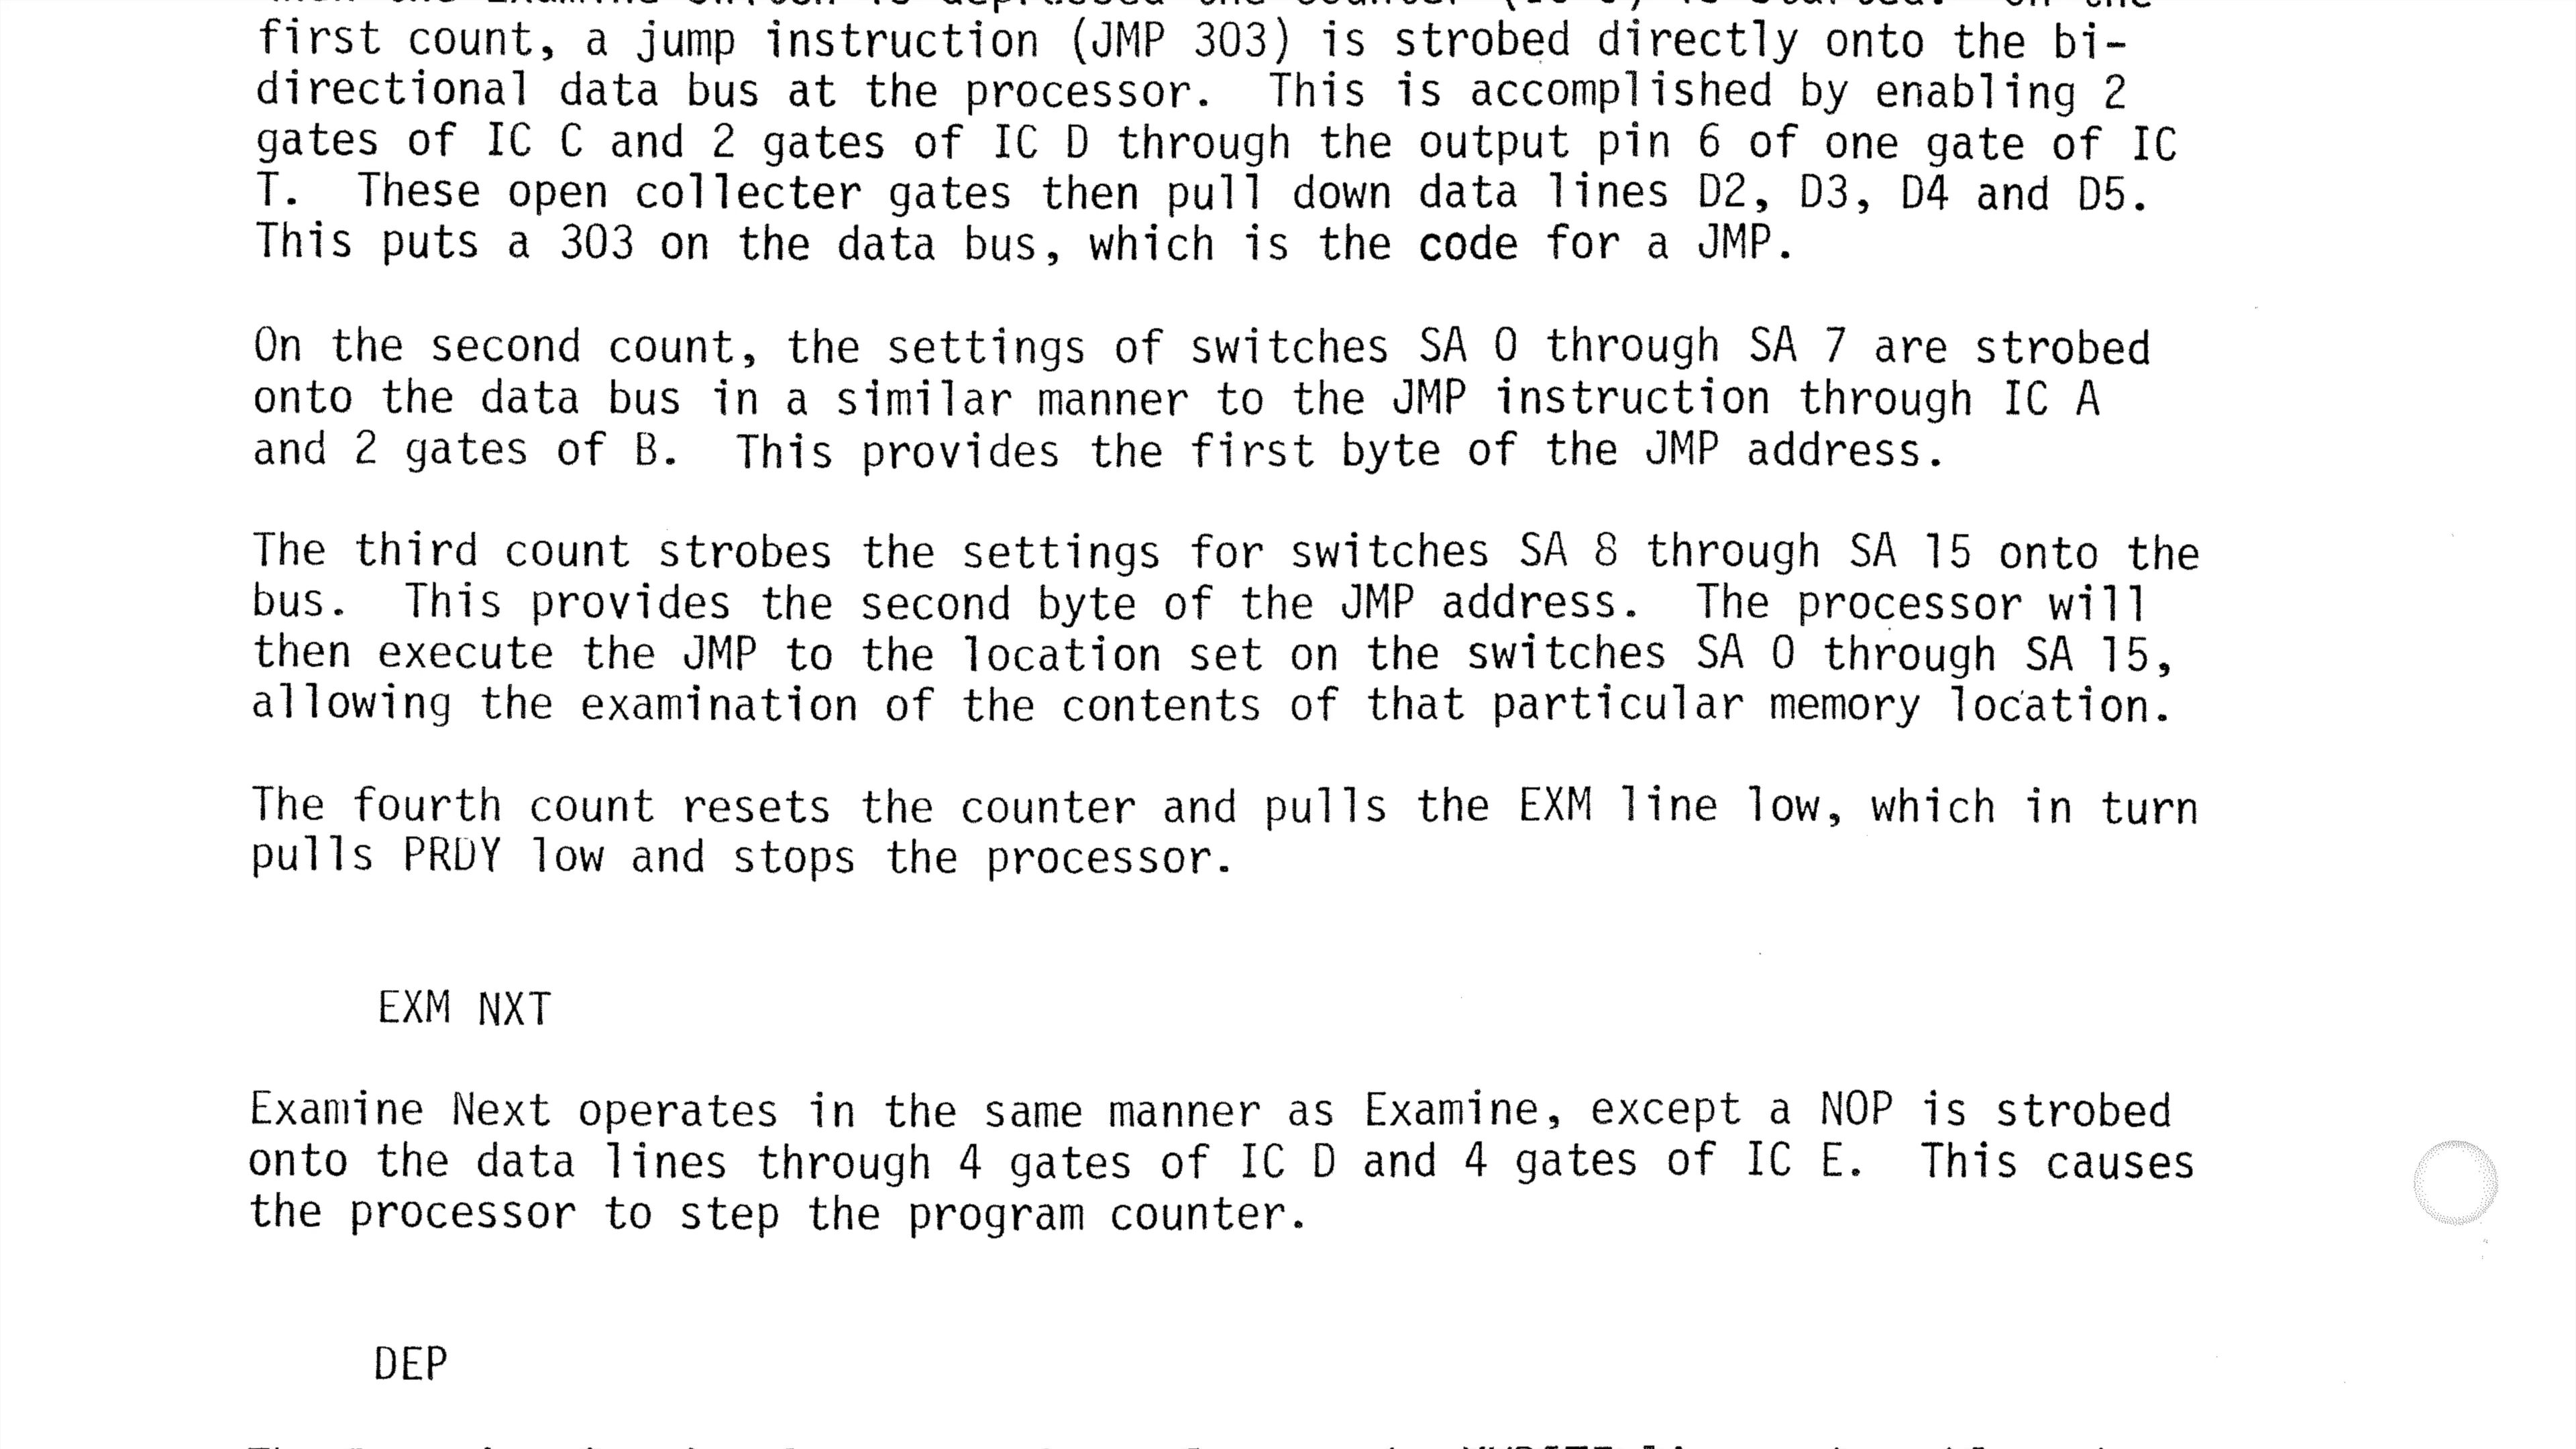 first count, a jump instruction (JMP 303) is strobed directly onto the bi-
directional data bus at the processor.  This is accomplished by enabling 2
gates of IC C and 2 gates of IC D through the output pin 6 of one gate of IC
T.  These open collecter gates then pull down data lines D2, D3, D4 and D5.
This puts a 303 on the data bus, which is the code for a JMP.
On the second count, the settings of switches SA 0 through SA 7 are strobed
onto the data bus in a similar manner to the JMP instruction through IC A
and 2 gates of B.  This provides the first byte of the JMP address.
The third count strobes the settings for switches SA 8 through SA 15 onto the
bus.  This provides the second byte of the JMP address.  The processor will
then execute the JMP to the location set on the switches SA 0 through SA 15,
allowing the examination of the contents of that particular memory location.
The fourth count resets the counter and pulls the EXM line low, which in turn
pulls PRDY low and stops the processor.
EXM NXT
Examine Next operates in the same manner as Examine, except a NOP is strobed
onto the data lines through 4 gates of IC D and 4 gates of IC E.  This causes
the processor to step the program counter.
DEP